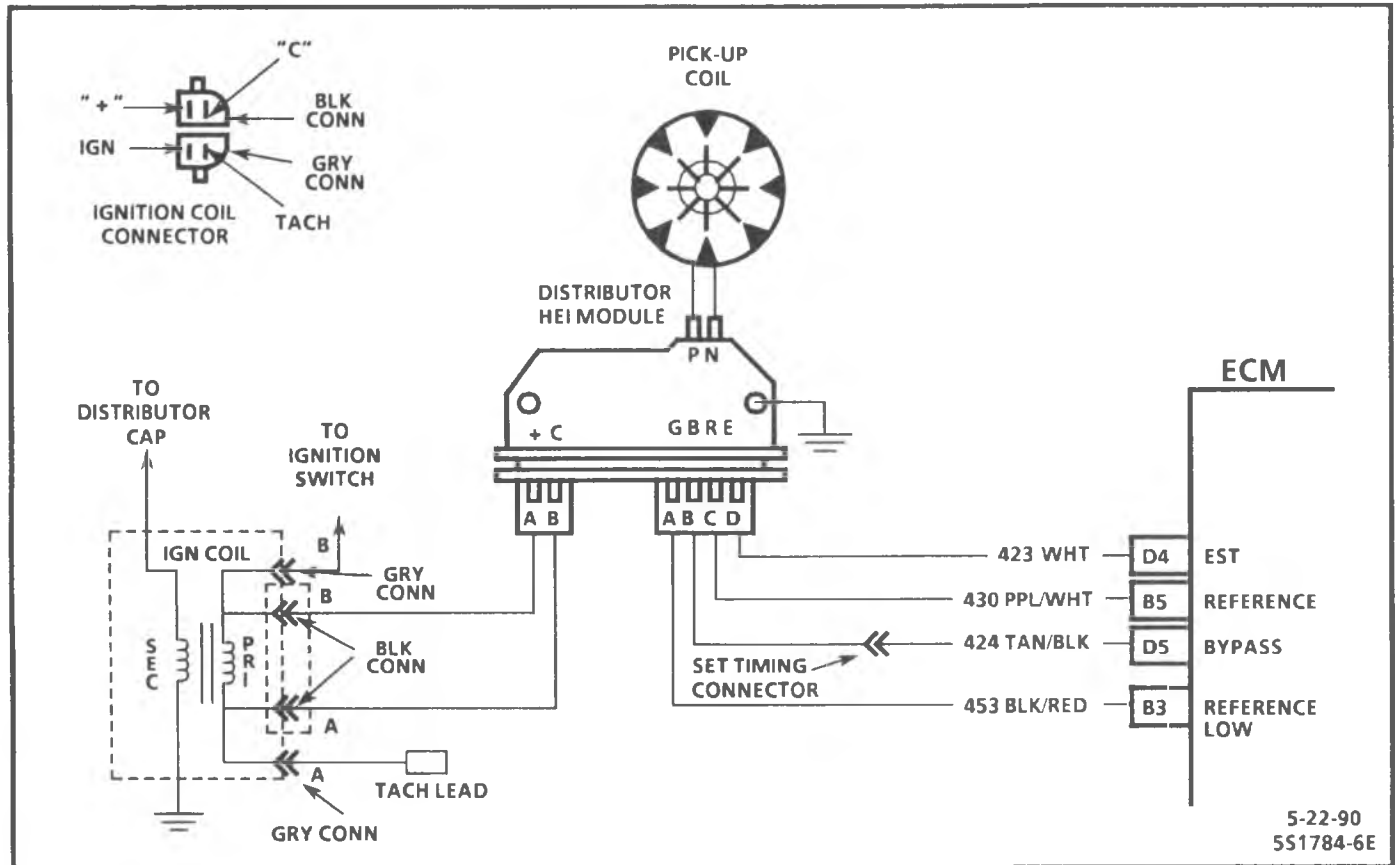 "C"
" + "
BLK
CONN
IGN
GRY
CONN
IGNITION COIL
CONNECTOR
TACH
PICK-UP
COIL
DISTRIBUTOR
HEI MODULE
P N
+ C
G B R E
A B
A B C D
TO
DISTRIBUTOR
CAP
TO
IGNITION
SWITCH
IGN COIL
B
GRY
CONN
B
BLK
CONN
SEC
PRI
A
A
TACH LEAD
GRY CONN
ECM
423 WHT
D4
EST
430 PPL/WHT
B5
REFERENCE
424 TAN/BLK
D5
BYPASS
SET TIMING
CONNECTOR
453 BLK/RED
B3
REFERENCE
LOW
5-22-90
5S1784-6E